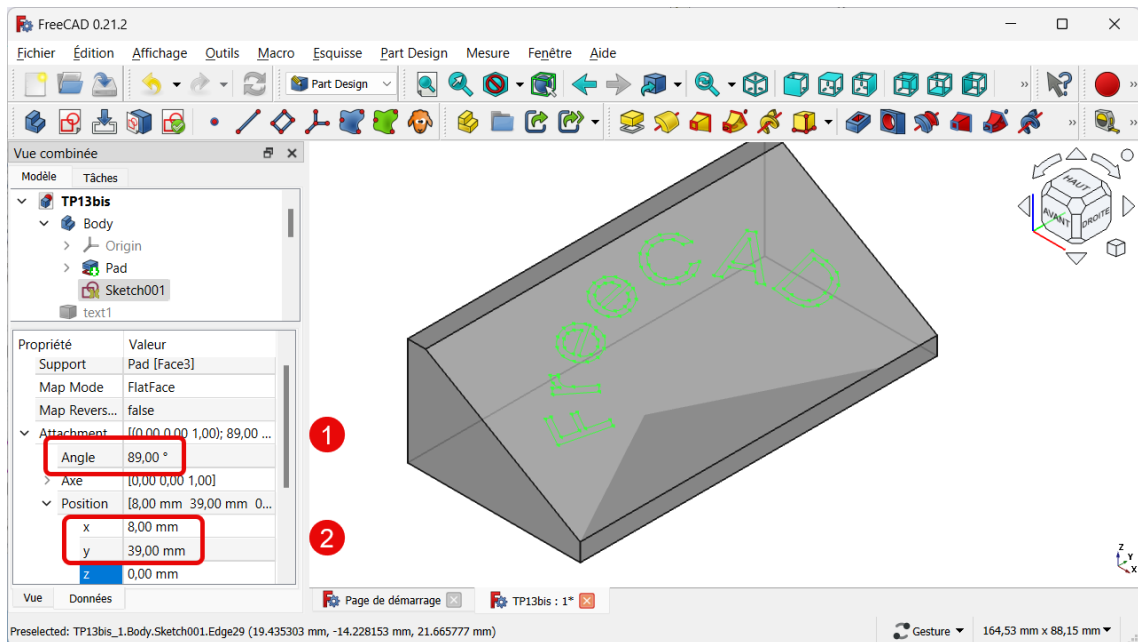 FreeCAD 0.21.2
Fichier Édition Affichage Outils Macro Esquisse Part Design Mesure Fenêtre Aide
Part Design
Vue combinée
Modèle Tâches
TP13bis
Body
Origin
Pad
Sketch001
text1
Propriété Valeur
Support Pad [Face3]
Map Mode FlatFace
Map Revers... false
Attachment [(0,00 0,00 1,00); 89,00 ...
Angle 89,00 °
Axe [0,00 0,00 1,00]
Position [8,00 mm 39,00 mm 0...
x 8,00 mm
y 39,00 mm
z 0,00 mm
1
2
FreeCAD
HAUT
AVANT
DROITE
Z
Y
X
Vue Données
Page de démarrage
TP13bis : 1*
Preselected: TP13bis_1.Body.Sketch001.Edge29 (19.435303 mm, -14.228153 mm, 21.665777 mm)
Gesture
164,53 mm x 88,15 mm